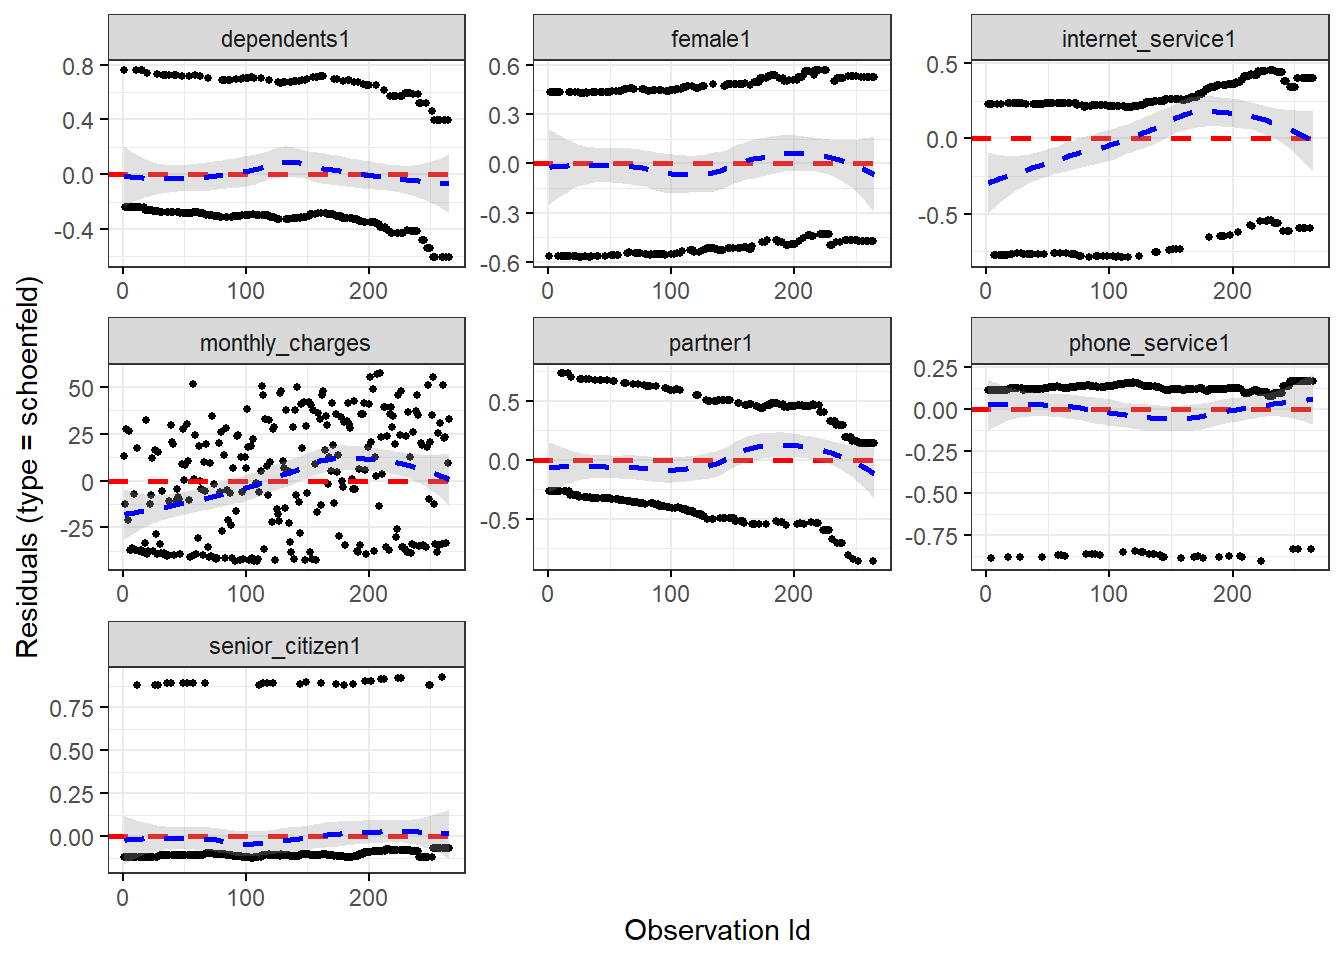 dependents1
female1
internet_service1
0.8
0.4
0.0
-0.4
0.6
0.3
0.0
-0.3
-0.6
0.5
0.0
-0.5
0 100 200
0 100 200
0 100 200
monthly_charges
partner1
phone_service1
50
25
0
-25
0.5
0.0
-0.5
0.25
0.00
-0.25
-0.50
-0.75
0 100 200
0 100 200
0 100 200
senior_citizen1
0.75
0.50
0.25
0.00
0 100 200
Residuals (type = schoenfeld)
Observation Id